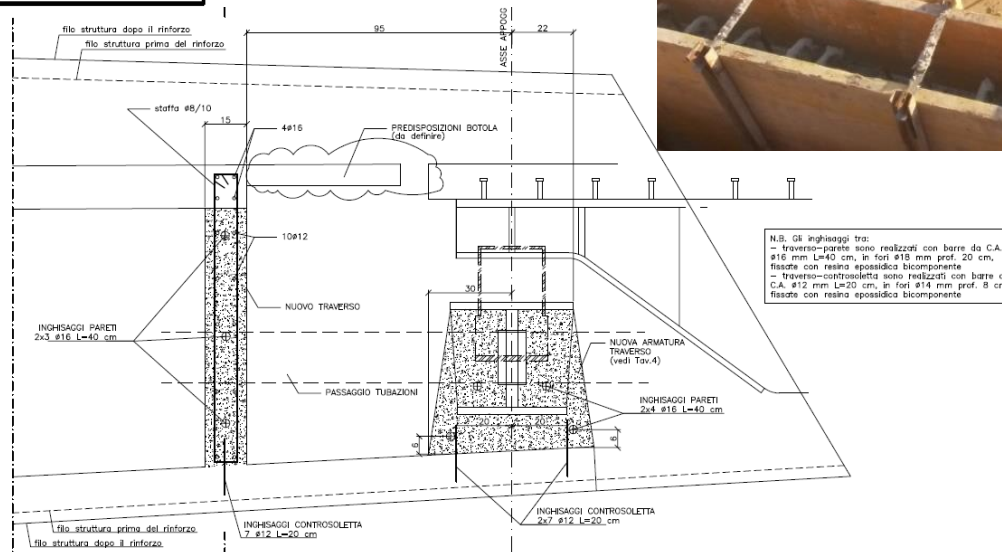 filo struttura dopo il rinforzo
filo struttura prima del rinforzo
95
22
ASSE APPOGG
staffa ø8/10
15
4ø16
PREDISPOSIZIONI BOTOLA
(da definire)
10ø12
N.B. Gli inghisaggi tra:
– traverso–parete sono realizzati con barre da C.A.
ø16 mm L=40 cm, in fori ø18 mm prof. 20 cm,
fissate con resina epossidica bicomponente
– traverso–controsoletta sono realizzati con barre
C.A. ø12 mm L=20 cm, in fori ø14 mm prof. 8
fissate con resina epossidica bicomponente
30
NUOVO TRAVERSO
INGHISAGGI PARETI
2x3 ø16 L=40 cm
NUOVA ARMATURA
TRAVERSO
(vedi Tav.4)
PASSAGGIO TUBAZIONI
INGHISAGGI PARETI
2x4 ø16 L=40 cm
20
20
6
6
INGHISAGGI CONTROSOLETTA
2x7 ø12 L=20 cm
INGHISAGGI CONTROSOLETTA
7 ø12 L=20 cm
filo struttura prima del rinforzo
filo struttura dopo il rinforzo